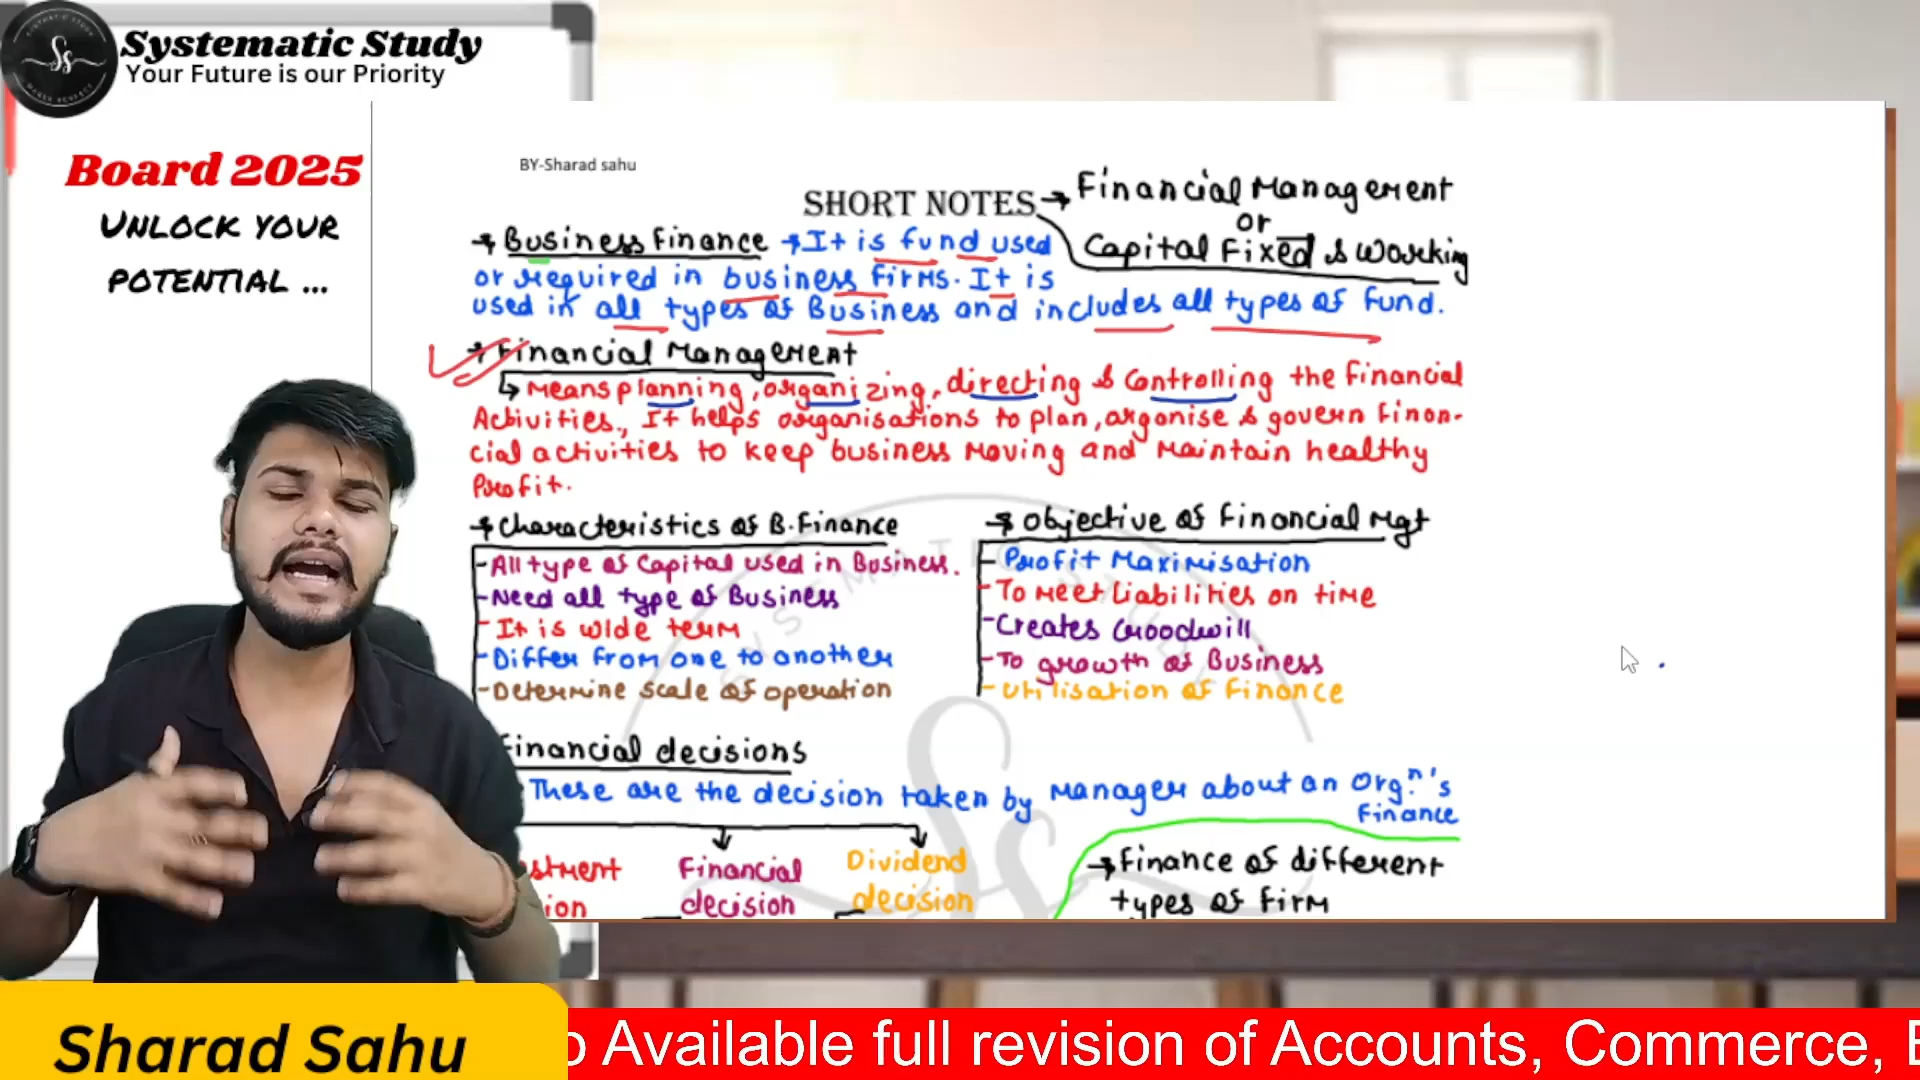 Systematic Study
Your Future is our Priority
Board 2025
UNLOCK YOUR
POTENTIAL ...
BY-Sharad sahu
SHORT NOTES → Financial Management
or
Capital Fixed & Working
→ Business Finance → It is fund used
or required in business firms. It is
used in all types of Business and includes all types of Fund.
→ Financial Management
↳ Means planning, organizing, directing & Controlling the Financial
Activities., It helps organisations to plan, organise & govern Finan-
cial activities to keep business moving and maintain healthy
Profit.
→ Characteristics of B.Finance
- All type of Capital used in Business.
- Need all type of Business
- It is wide term
- Differ from one to another
- Determine scale of operation
→ Objective of Financial Mgt
- Profit Maximisation
- To meet Liabilities on time
- Creates Goodwill
- To growth of Business
- Utilisation of Finance
Financial decisions
These are the decision taken by Manager about an Orgn's
Finance
stment
ion
Financial
decision
Dividend
decision
→ Finance of different
types of Firm
SYSTEMATIC STUDY
Ss
Sharad Sahu
o Available full revision of Accounts, Commerce, E